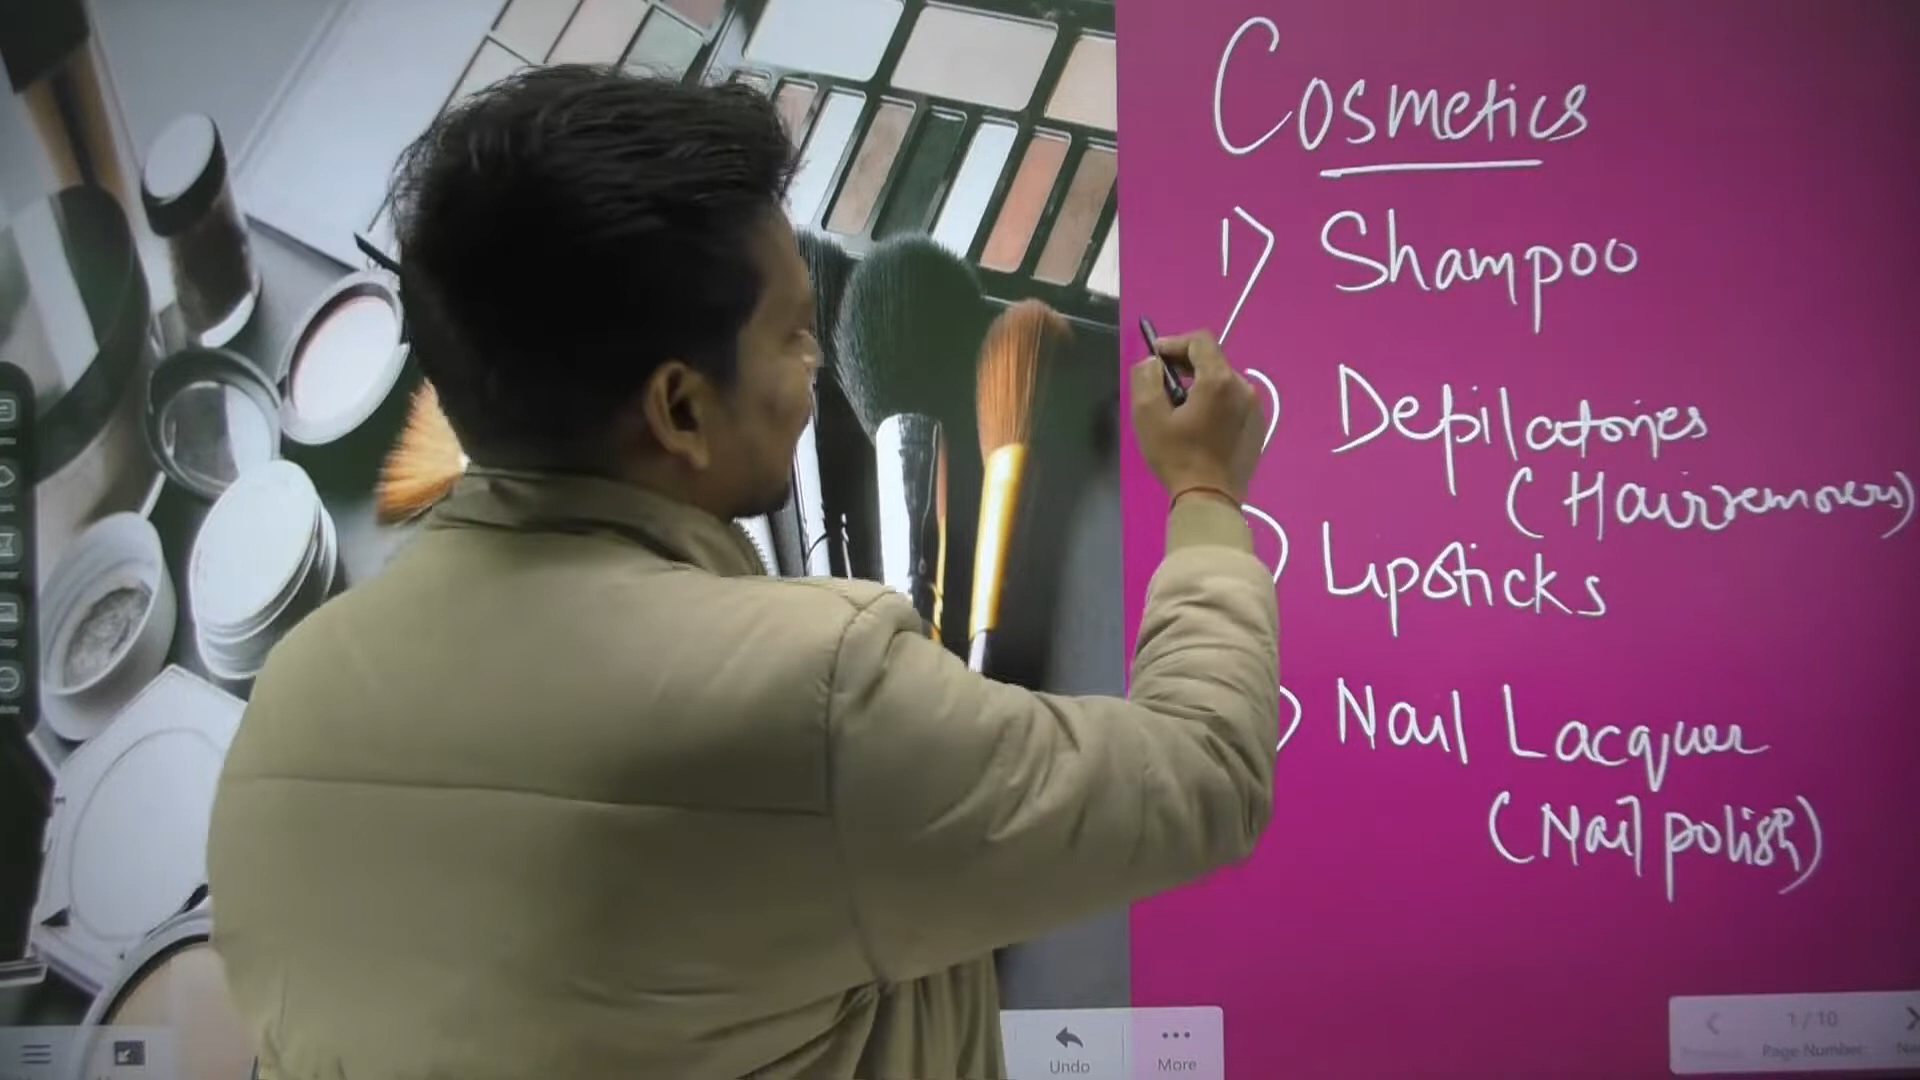 Cosmetics
1) Shampoo
) Depilatories
(Hairremovers)
) Lipsticks
) Nail Lacquer
(Nail polish)
Undo
More
1/10
Page Number